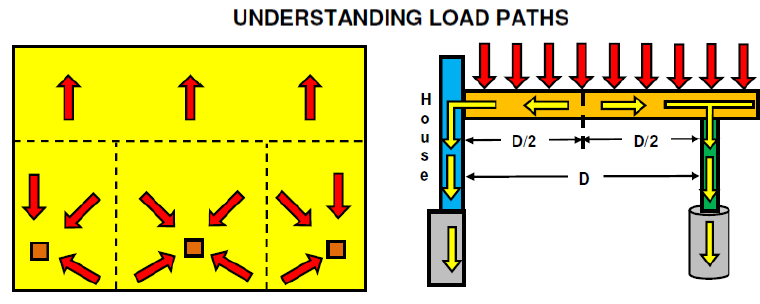 UNDERSTANDING LOAD PATHS
House
D/2
D/2
D